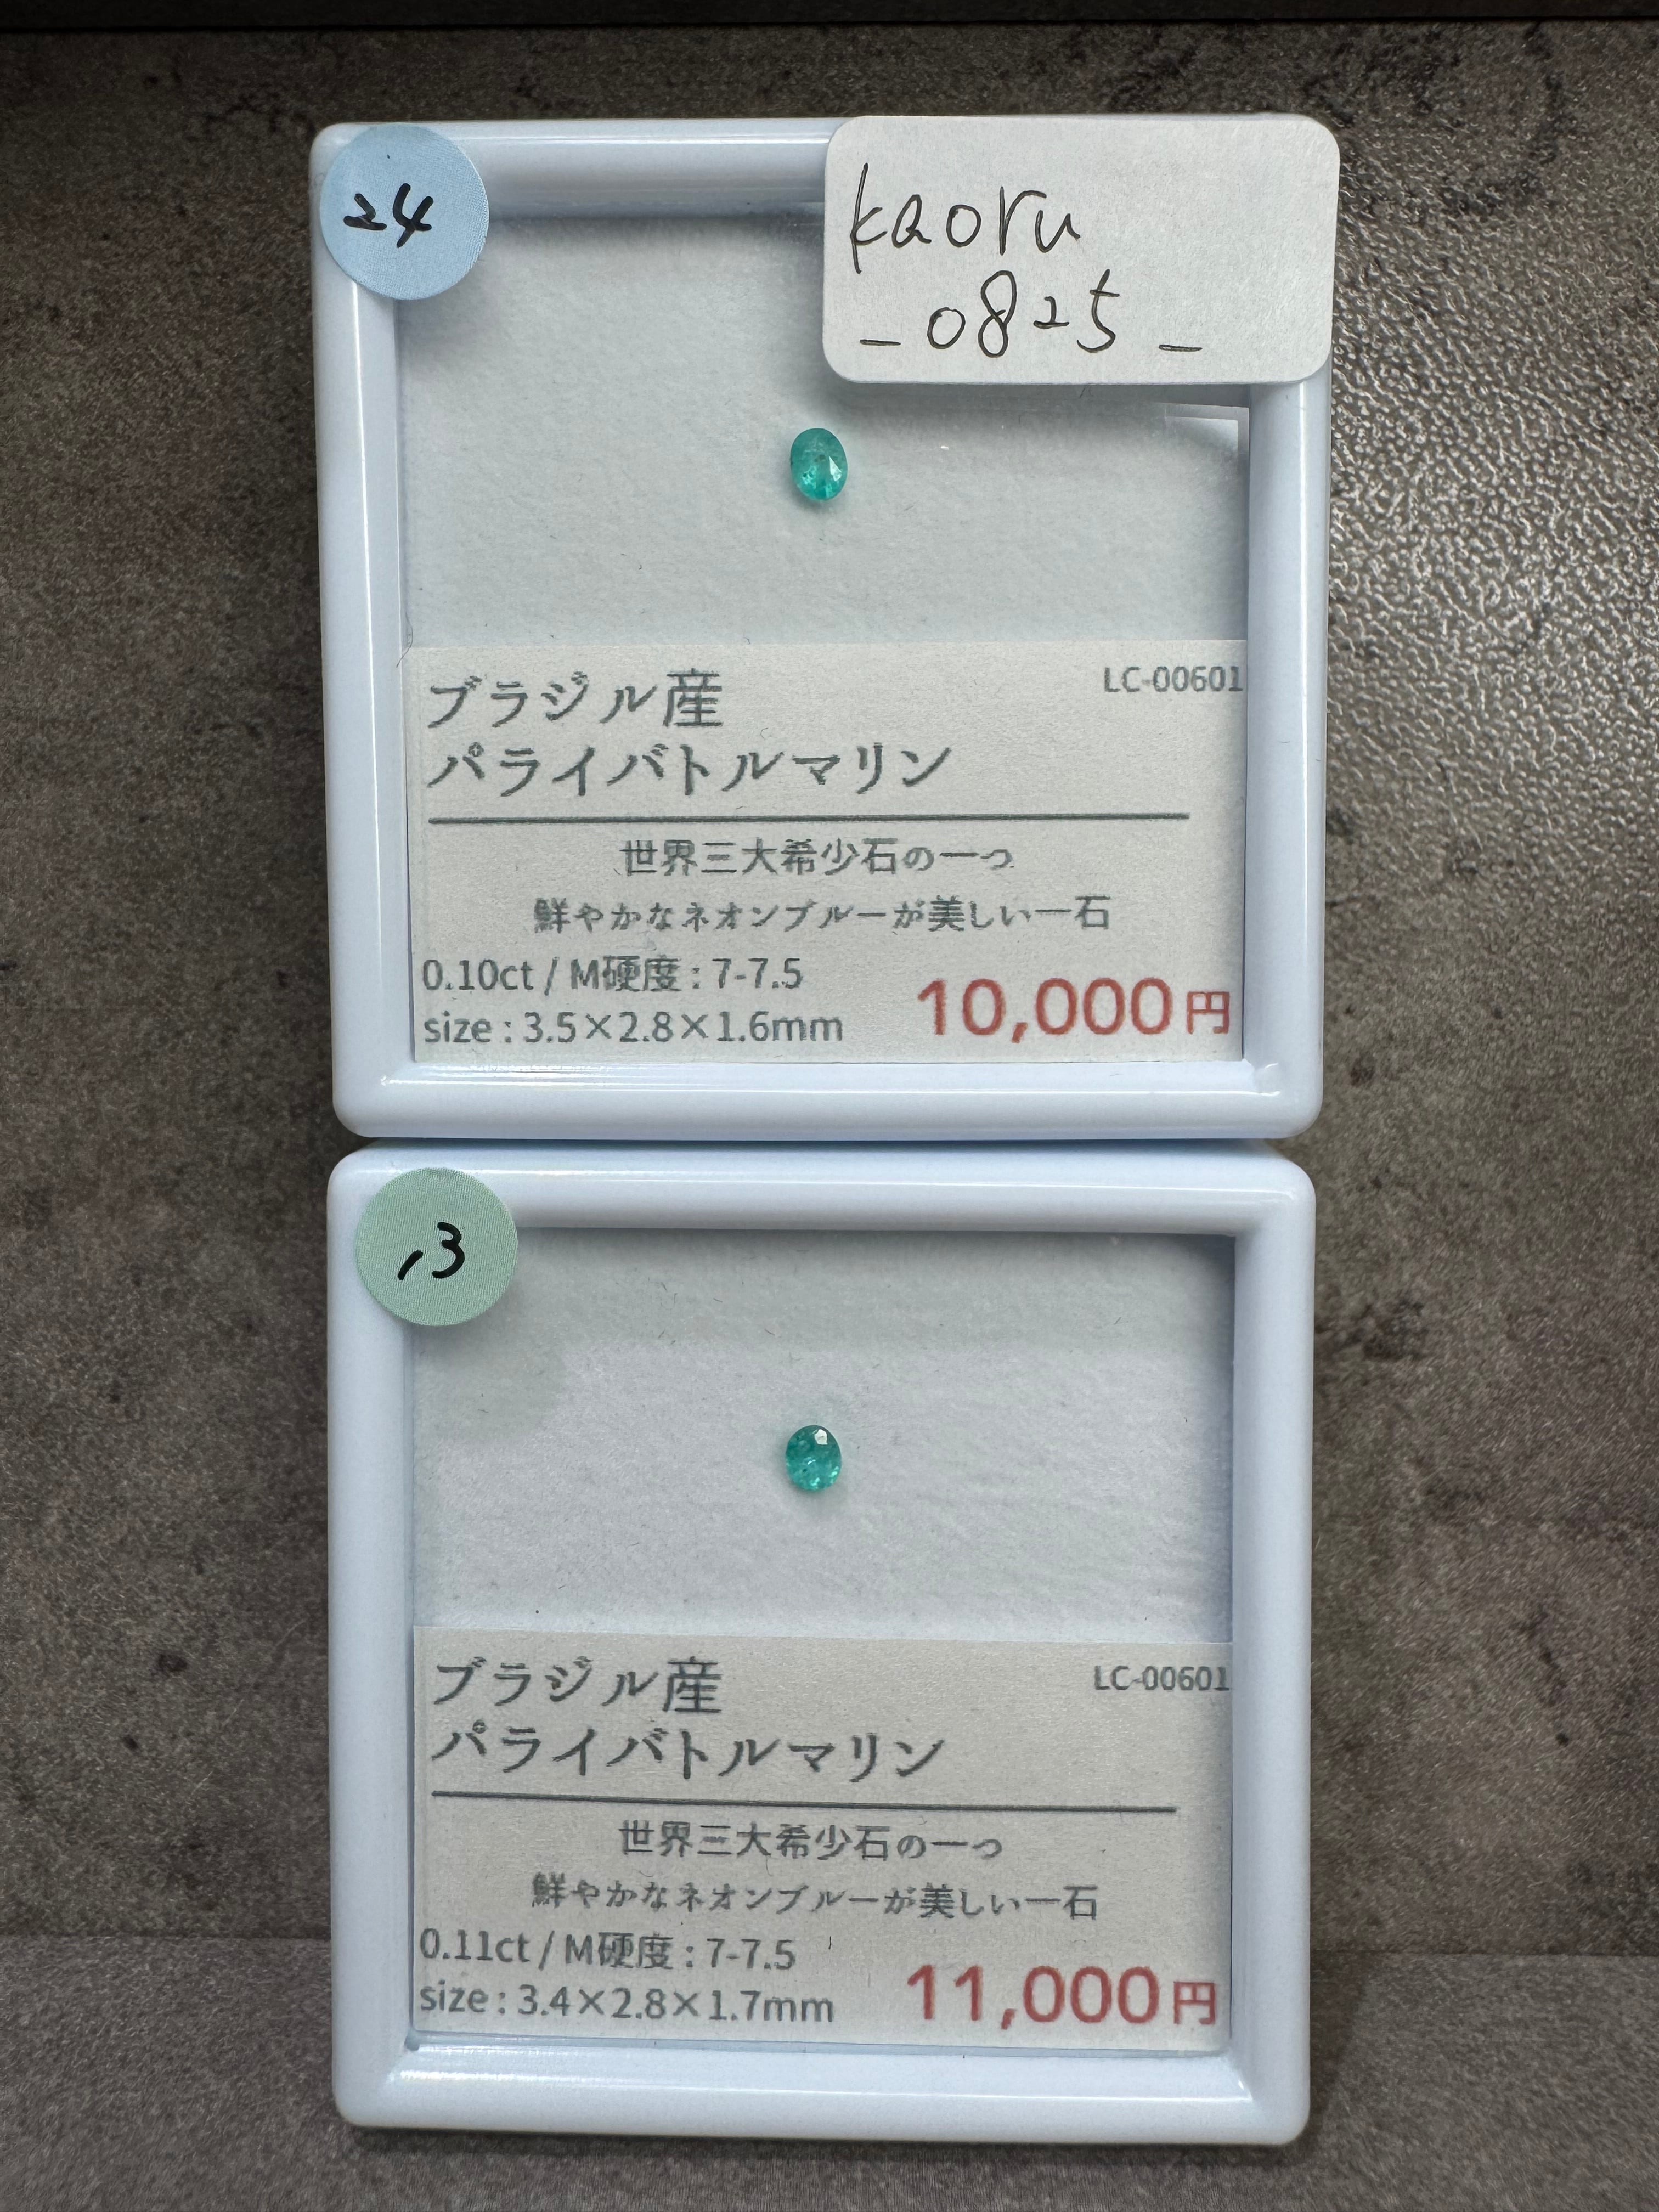 24
kaoru
_0825_
ブラジル産
LC-00601
パライバトルマリン
世界三大希少石の一つ
鮮やかなネオンブルーが美しい一石
0.10ct / M硬度 : 7-7.5
size : 3.5×2.8×1.6mm
10,000円
13
ブラジル産
LC-00601
パライバトルマリン
世界三大希少石の一つ
鮮やかなネオンブルーが美しい一石
0.11ct / M硬度 : 7-7.5
size : 3.4×2.8×1.7mm
11,000円